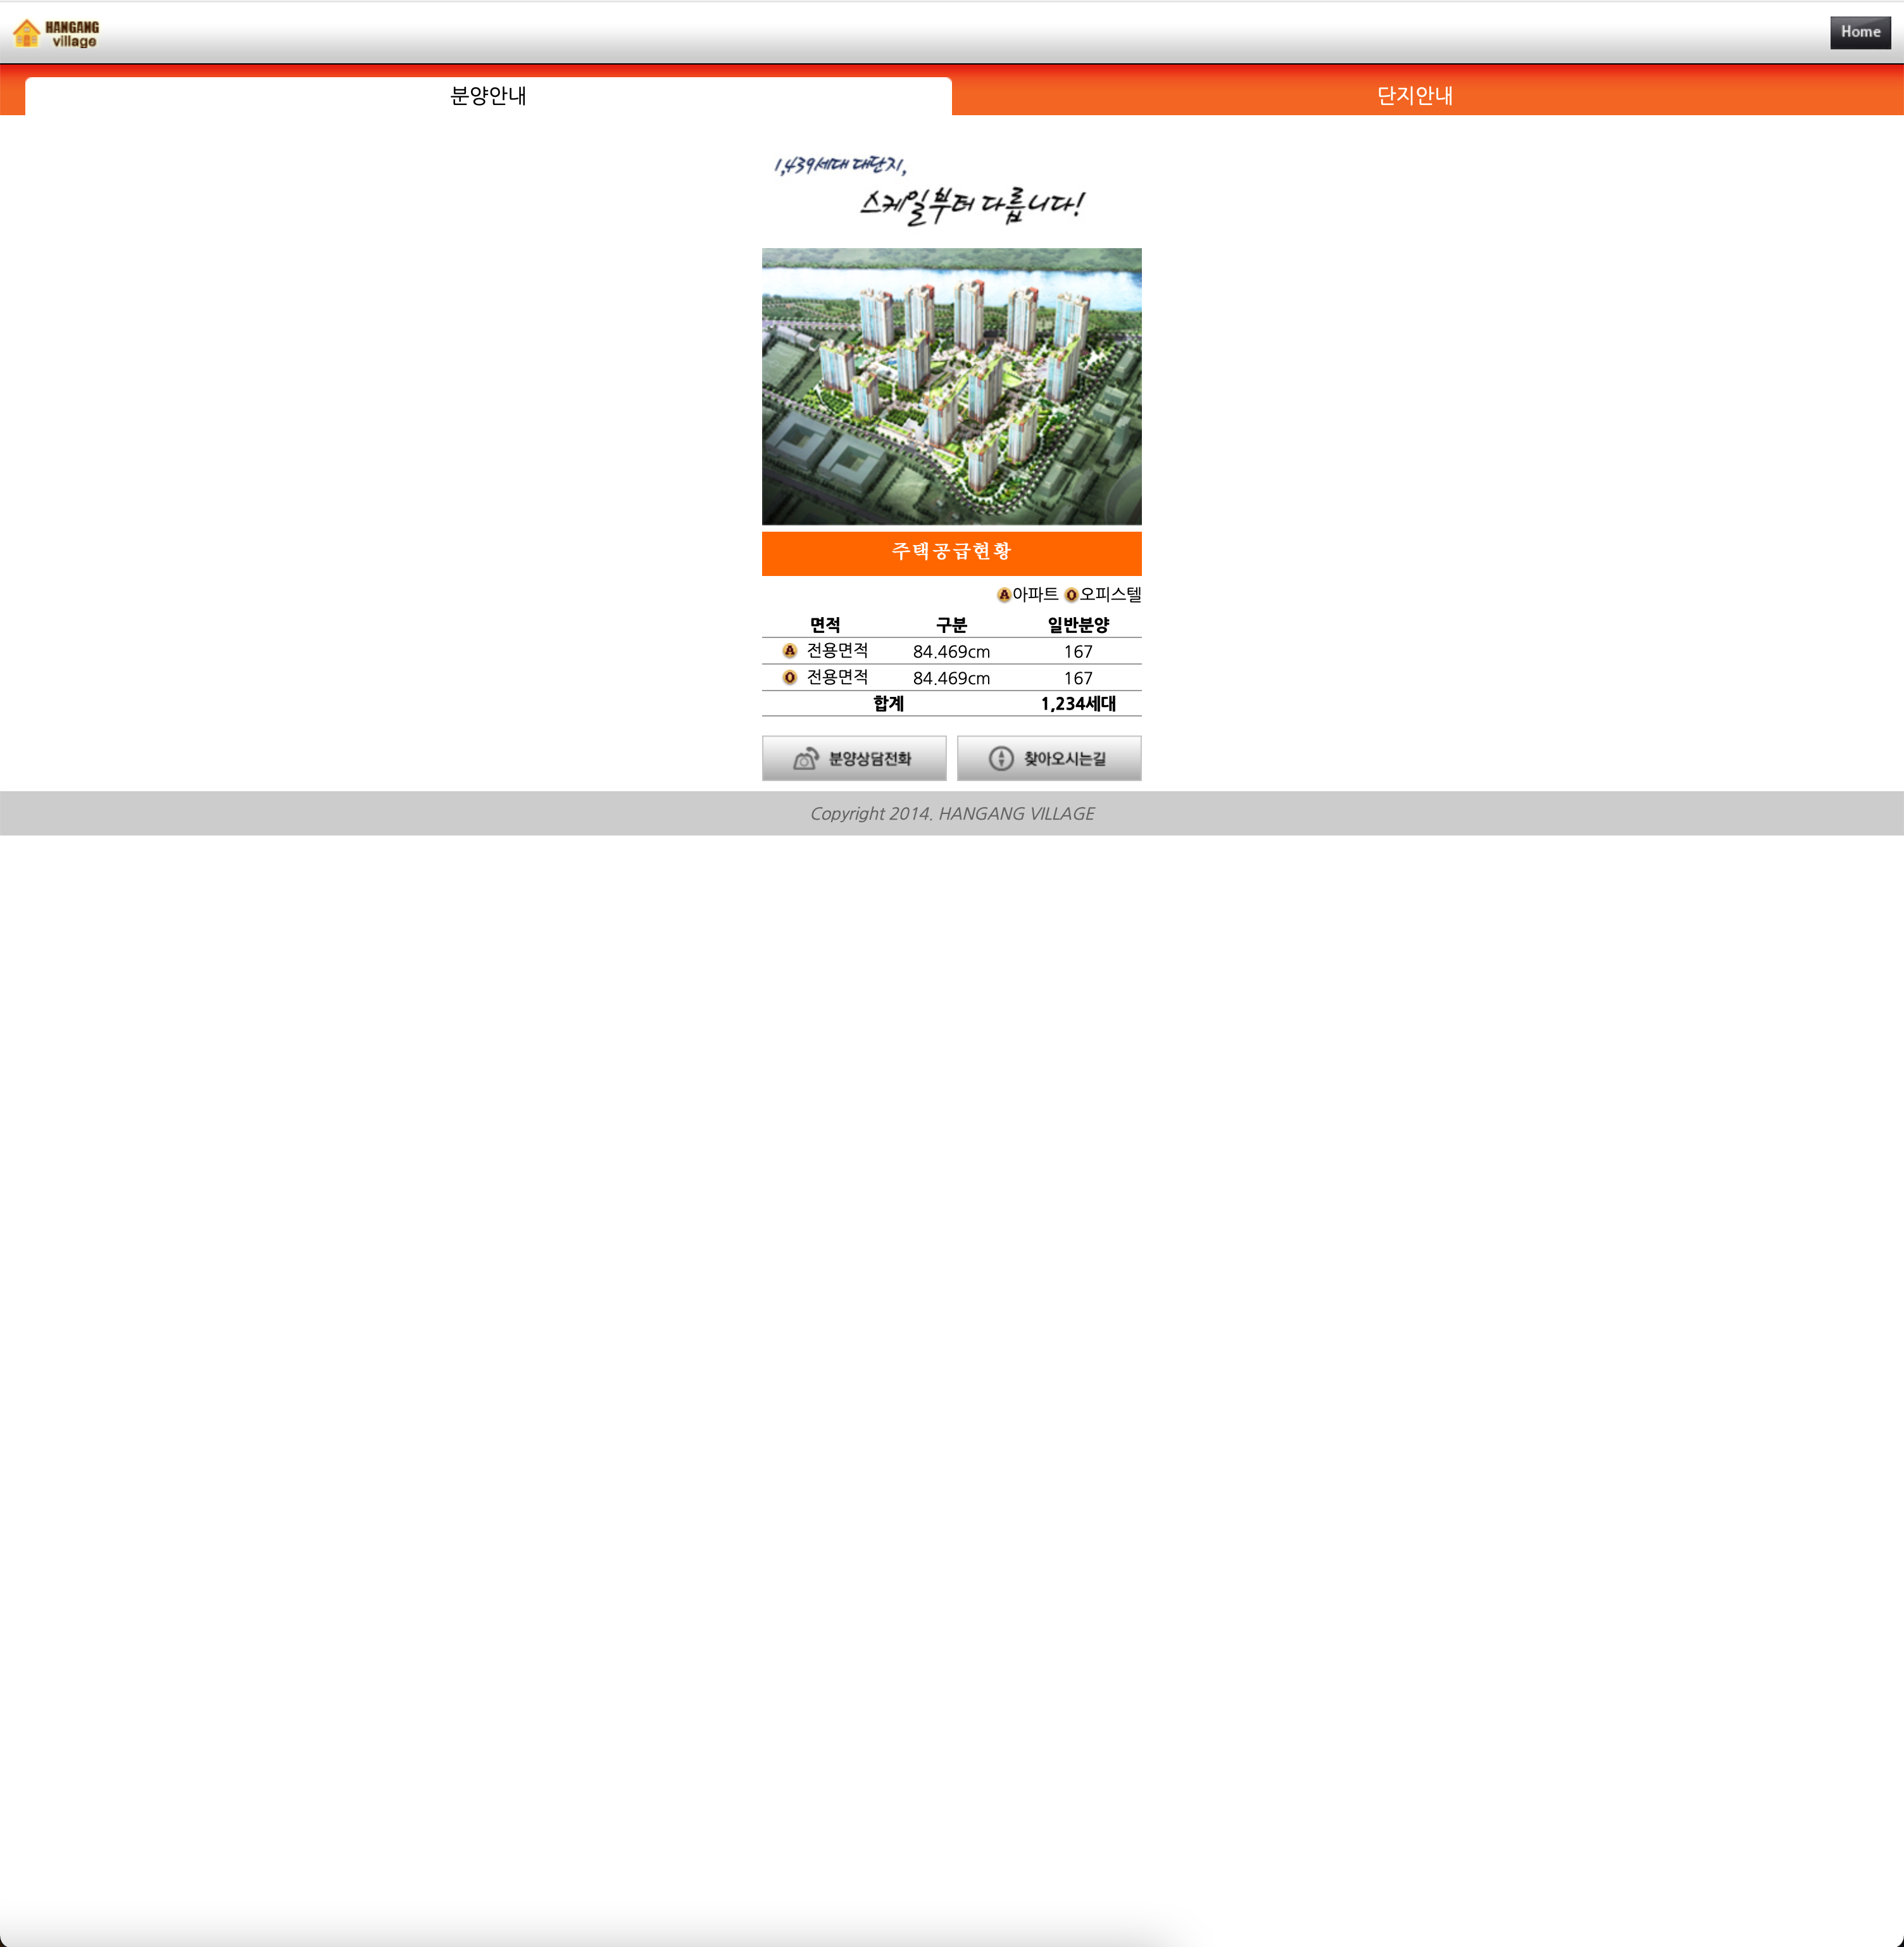 HANGANG
village
Home
분양안내 단지안내
1,439세대 대단지,
스케일부터 다릅니다!
주택공급현황
A아파트 O오피스텔
면적 구분 일반분양
A 전용면적 84.469cm 167
O 전용면적 84.469cm 167
합계 1,234세대
분양상담전화 찾아오시는길
Copyright 2014. HANGANG VILLAGE